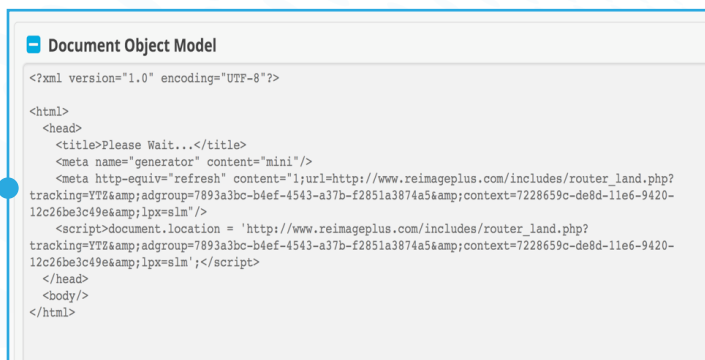 Document Object Model
<?xml version="1.0" encoding="UTF-8"?>
<html>
<head>
<title>Please Wait...</title>
<meta name="generator" content="mini"/>
<meta http-equiv="refresh" content="1;url=http://www.reimageplus.com/includes/router_land.php?
tracking=YTZ&amp;adgroup=7893a3bc-b4ef-4543-a37b-f2851a3874a5&amp;context=7228659c-de8d-11e6-9420-
12c26be3c49e&amp;lpx=slm"/>
<script>document.location = 'http://www.reimageplus.com/includes/router_land.php?
tracking=YTZ&amp;adgroup=7893a3bc-b4ef-4543-a37b-f2851a3874a5&amp;context=7228659c-de8d-11e6-9420-
12c26be3c49e&amp;lpx=slm';</script>
</head>
<body/>
</html>